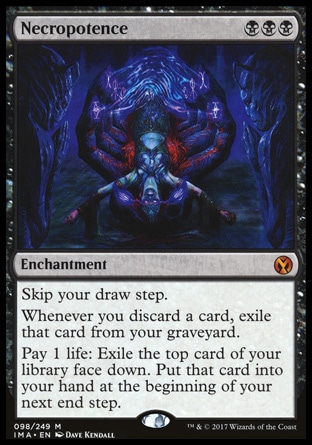 Necropotence
Enchantment
Skip your draw step.
Whenever you discard a card, exile
that card from your graveyard.
Pay 1 life: Exile the top card of your
library face down. Put that card into
your hand at the beginning of your
next end step.
098/249 M
IMA • EN Dave Kendall
™ & © 2017 Wizards of the Coast